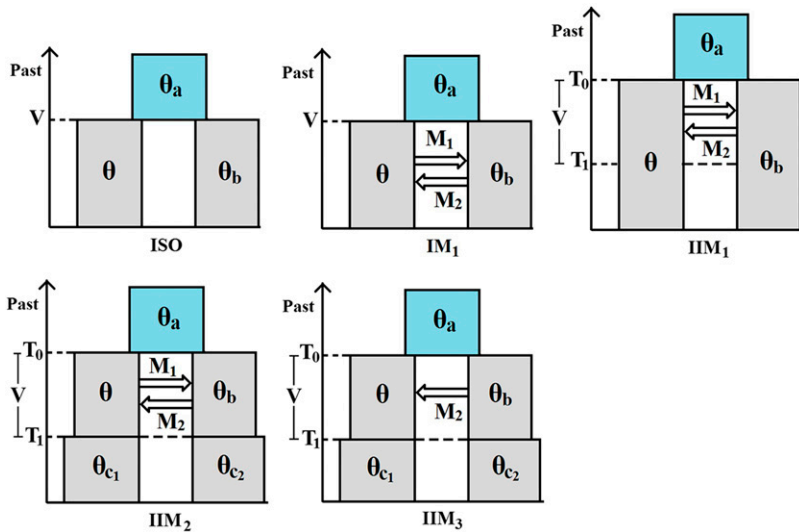 Past
θa
V
θ
θb
ISO
Past
θa
V
M1
θ
θb
M2
IM1
Past
θa
T0
M1
V
M2
T1
θ
θb
IIM1
Past
θa
T0
M1
θ
θb
V
M2
T1
θc1
θc2
IIM2
Past
θa
T0
θ
θb
V
M2
T1
θc1
θc2
IIM3